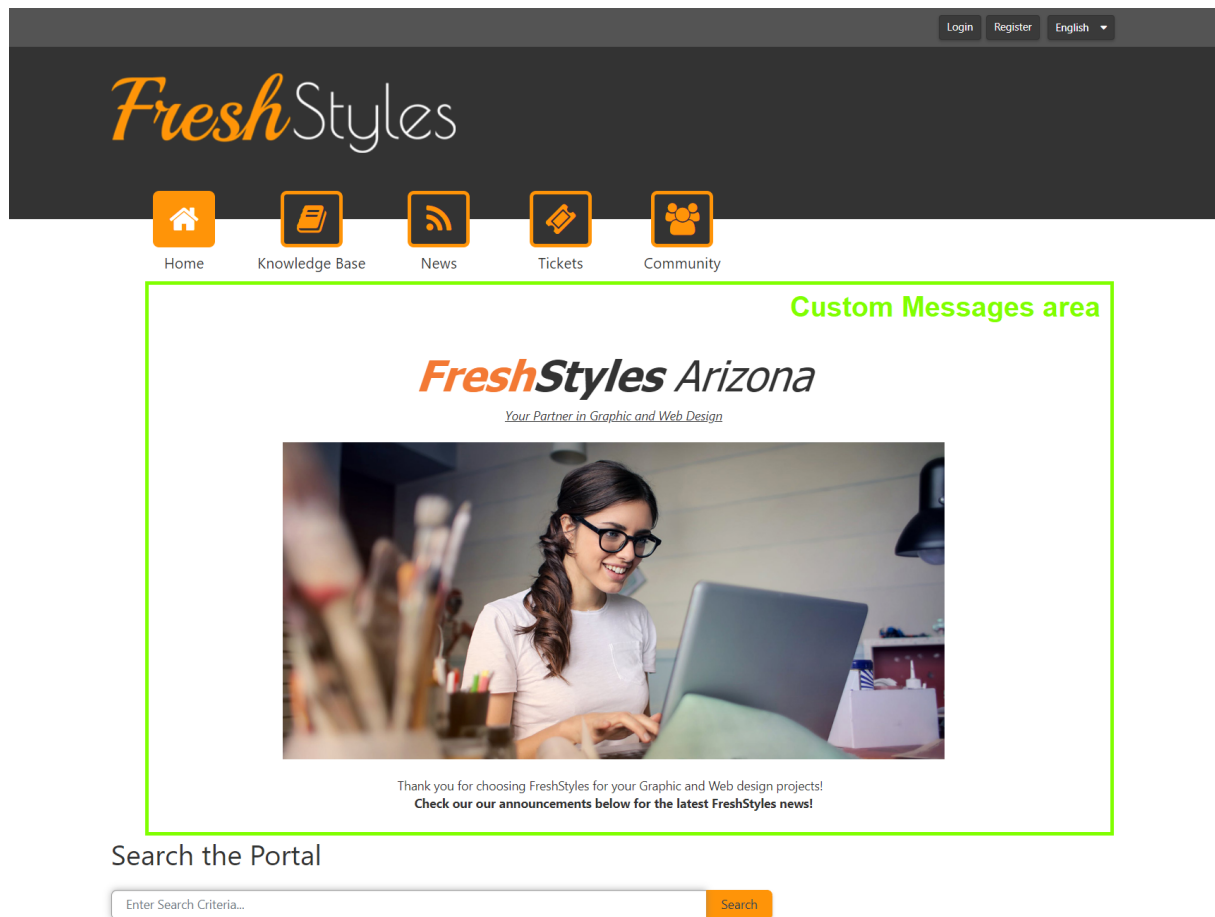 Login Register English
FreshStyles
Home Knowledge Base News Tickets Community
Custom Messages area
FreshStyles Arizona
Your Partner in Graphic and Web Design
Thank you for choosing FreshStyles for your Graphic and Web design projects!
Check our our announcements below for the latest FreshStyles news!
Search the Portal
Enter Search Criteria... Search